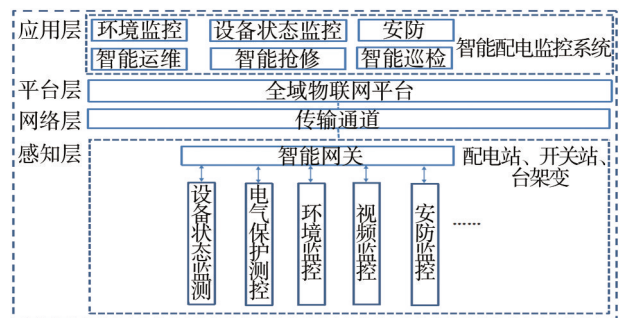 应用层
环境监控 设备状态监控 安防
智能运维 智能抢修 智能巡检
智能配电监控系统
平台层 全域物联网平台
网络层 传输通道
感知层 智能网关
配电站、开关站、
台架变
设备状态监测
电气保护测控
环境监控
视频监控
安防监控
......